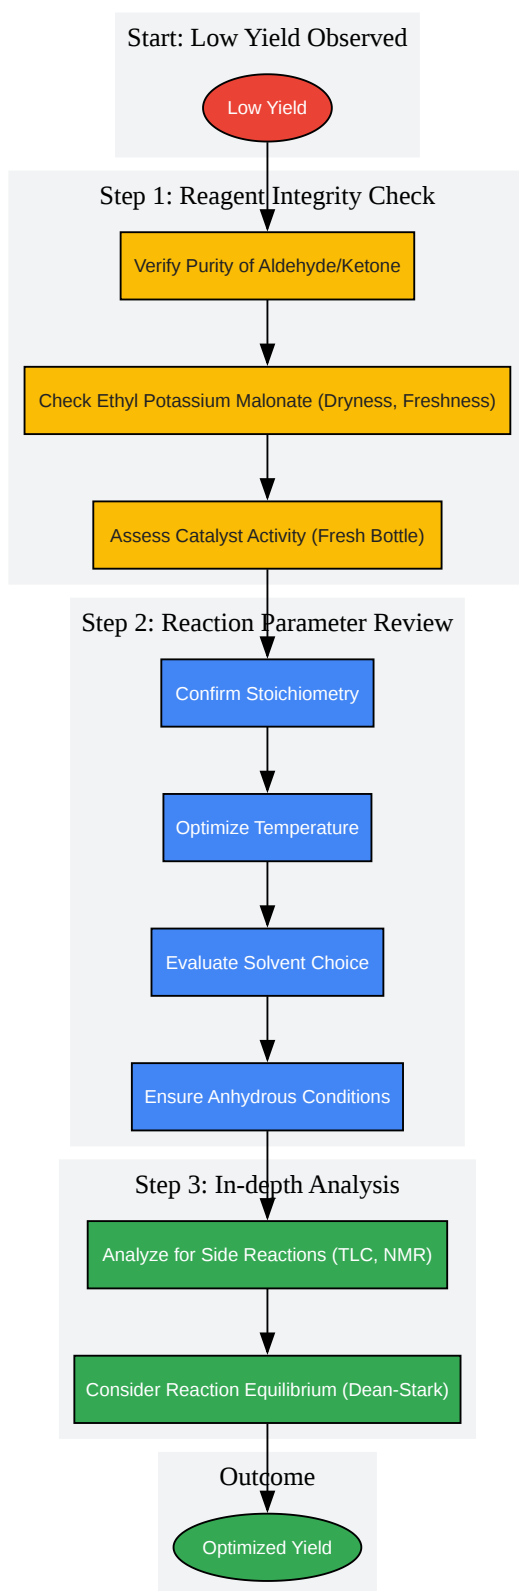 Start: Low Yield Observed
Low Yield
Step 1: Reagent Integrity Check
Verify Purity of Aldehyde/Ketone
Check Ethyl Potassium Malonate (Dryness, Freshness)
Assess Catalyst Activity (Fresh Bottle)
Step 2: Reaction Parameter Review
Confirm Stoichiometry
Optimize Temperature
Evaluate Solvent Choice
Ensure Anhydrous Conditions
Step 3: In-depth Analysis
Analyze for Side Reactions (TLC, NMR)
Consider Reaction Equilibrium (Dean-Stark)
Outcome
Optimized Yield